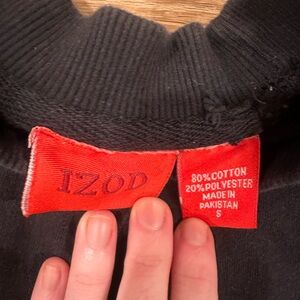 IZOD
80% COTTON
20% POLYESTER
MADE IN
PAKISTAN
S